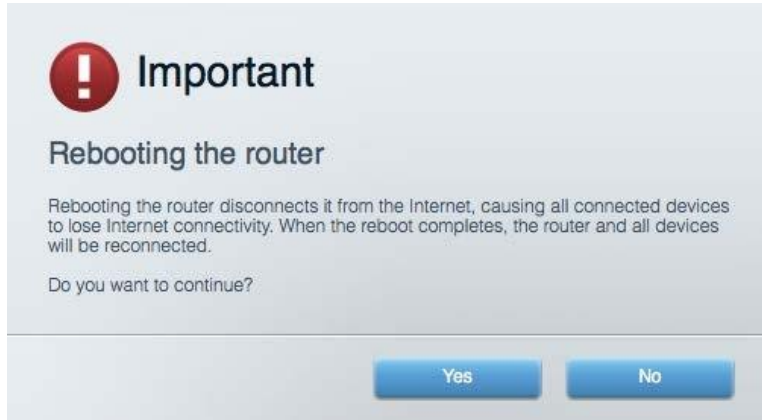 Important
Rebooting the router
Rebooting the router disconnects it from the Internet, causing all connected devices
to lose Internet connectivity. When the reboot completes, the router and all devices
will be reconnected.
Do you want to continue?
Yes
No